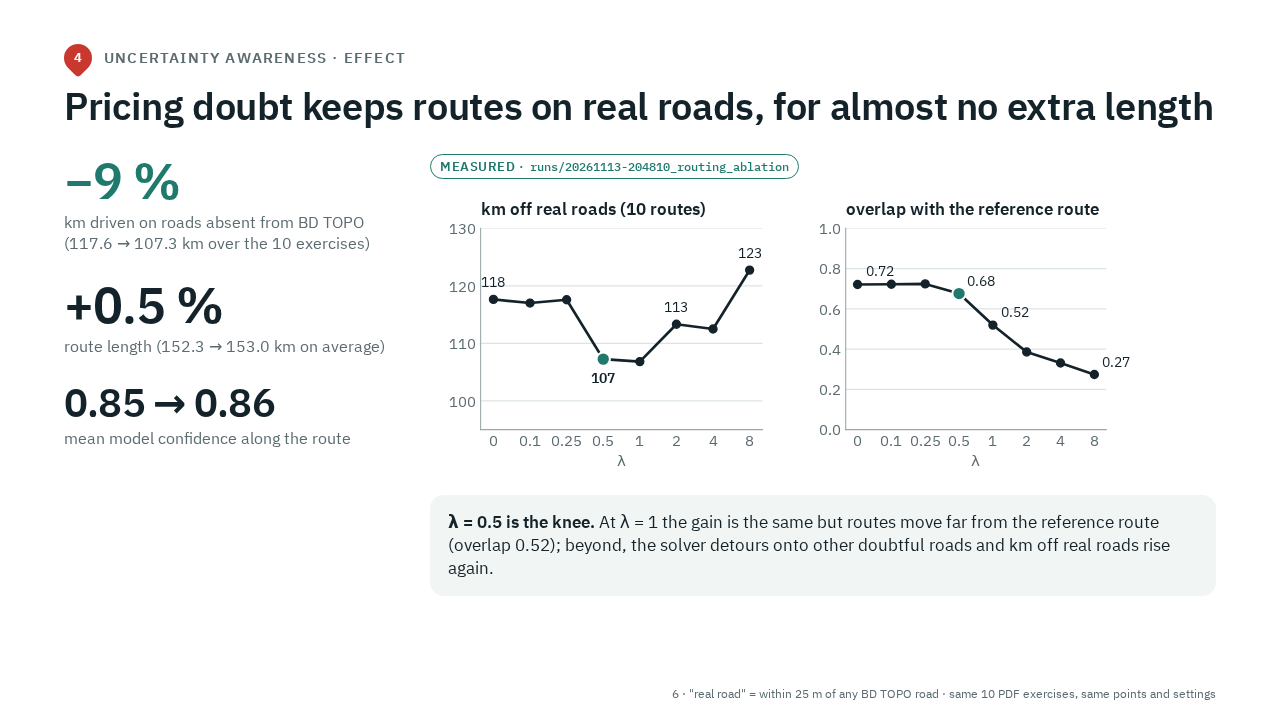 4
UNCERTAINTY AWARENESS · EFFECT
Pricing doubt keeps routes on real roads, for almost no extra length
−9 %
km driven on roads absent from BD TOPO
(117.6 → 107.3 km over the 10 exercises)
+0.5 %
route length (152.3 → 153.0 km on average)
0.85 → 0.86
mean model confidence along the route
MEASURED · runs/20261113-204810_routing_ablation
km off real roads (10 routes)
130
120
110
100
118
107
113
123
0 0.1 0.25 0.5 1 2 4 8
λ
overlap with the reference route
1.0
0.8
0.6
0.4
0.2
0.0
0.72
0.68
0.52
0.27
0 0.1 0.25 0.5 1 2 4 8
λ
λ = 0.5 is the knee. At λ = 1 the gain is the same but routes move far from the reference route
(overlap 0.52); beyond, the solver detours onto other doubtful roads and km off real roads rise
again.
6 · "real road" = within 25 m of any BD TOPO road · same 10 PDF exercises, same points and settings